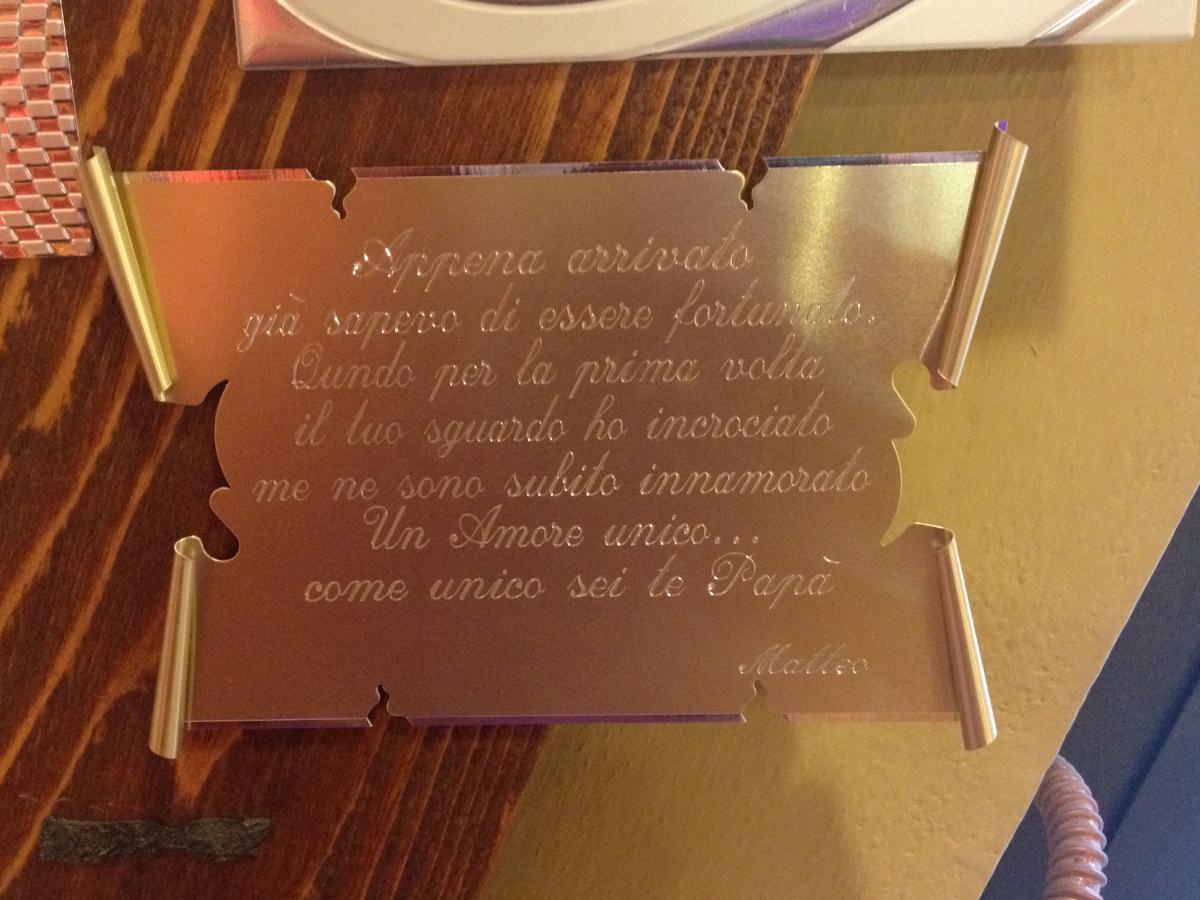 Appena arrivato
già sapevo di essere fortunato.
Qundo per la prima volta
il tuo sguardo ho incrociato
me ne sono subito innamorato
Un Amore unico...
come unico sei te Papà
Matteo